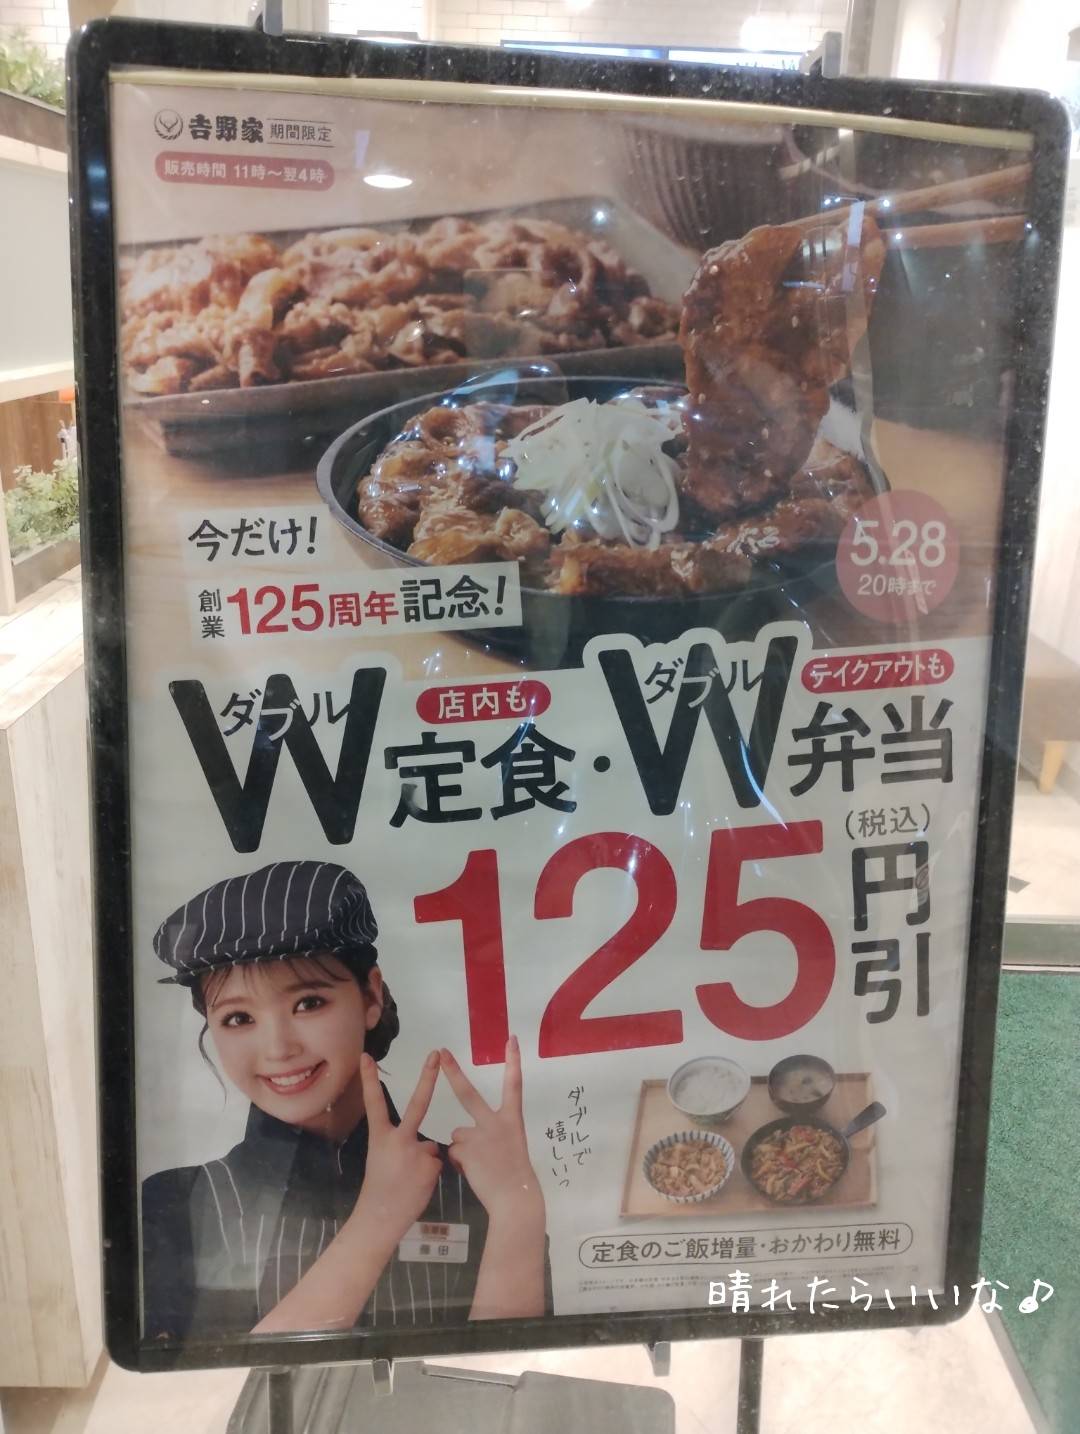 吉野家 期間限定
販売時間 11時～翌4時
今だけ!
創業125周年記念!
5.28
20時まで
Wダブル 店内も 定食・Wダブル テイクアウトも 弁当
125円引(税込)
ダブルで
嬉しいっ
定食のご飯増量・おかわり無料
晴れたらいいな♪